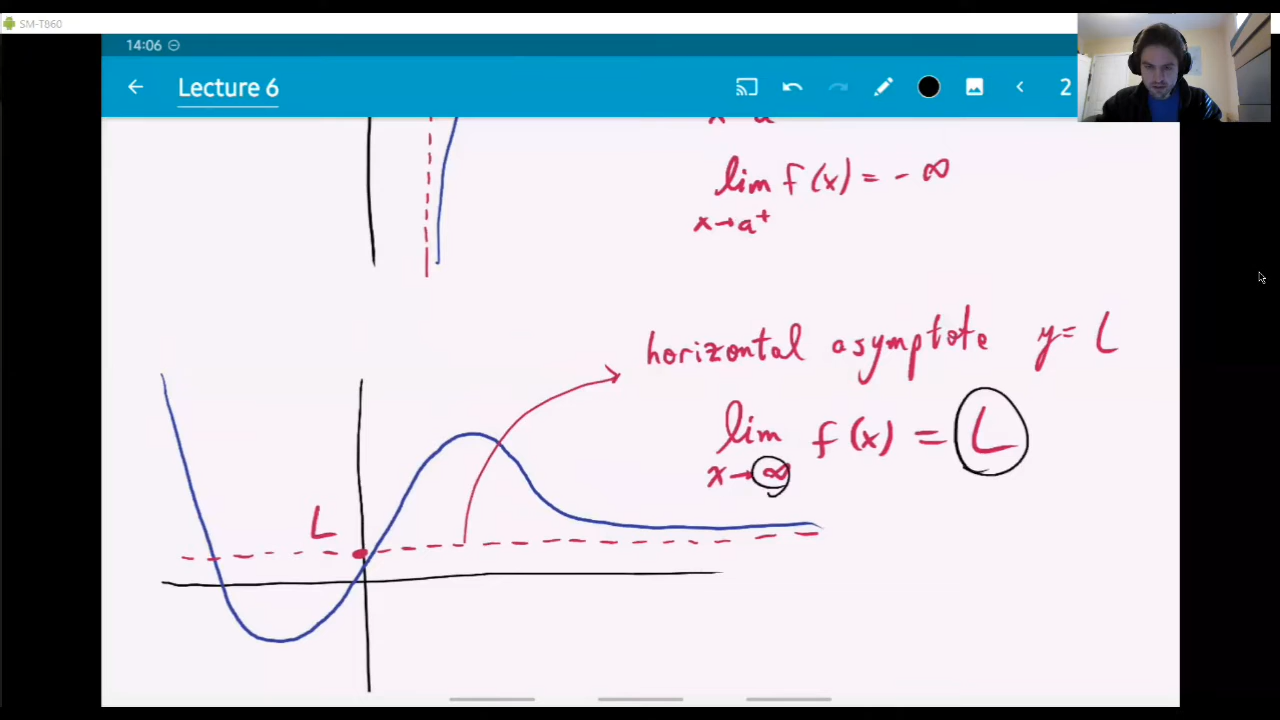 SM-T860
14:06
Lecture 6
2
x→a
lim f(x) = - ∞
x→a+
horizontal asymptote y = L
lim f(x) = L
x→∞
L